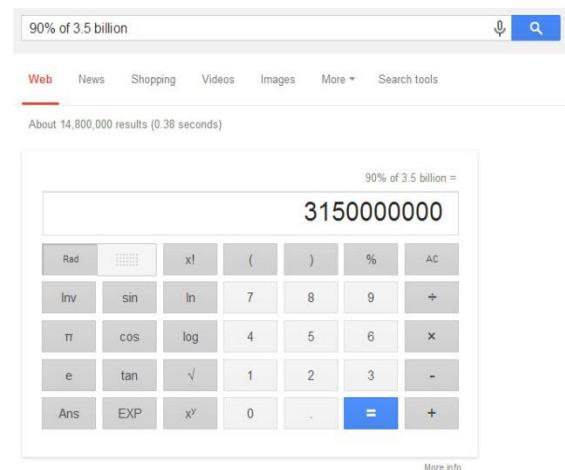 90% of 3.5 billion
Web News Shopping Videos Images More Search tools
About 14,800,000 results (0.38 seconds)
90% of 3.5 billion =
3150000000
Rad x! ( ) % AC
Inv sin ln 7 8 9 ÷
π cos log 4 5 6 ×
e tan √ 1 2 3 -
Ans EXP xʸ 0 . = +
More info